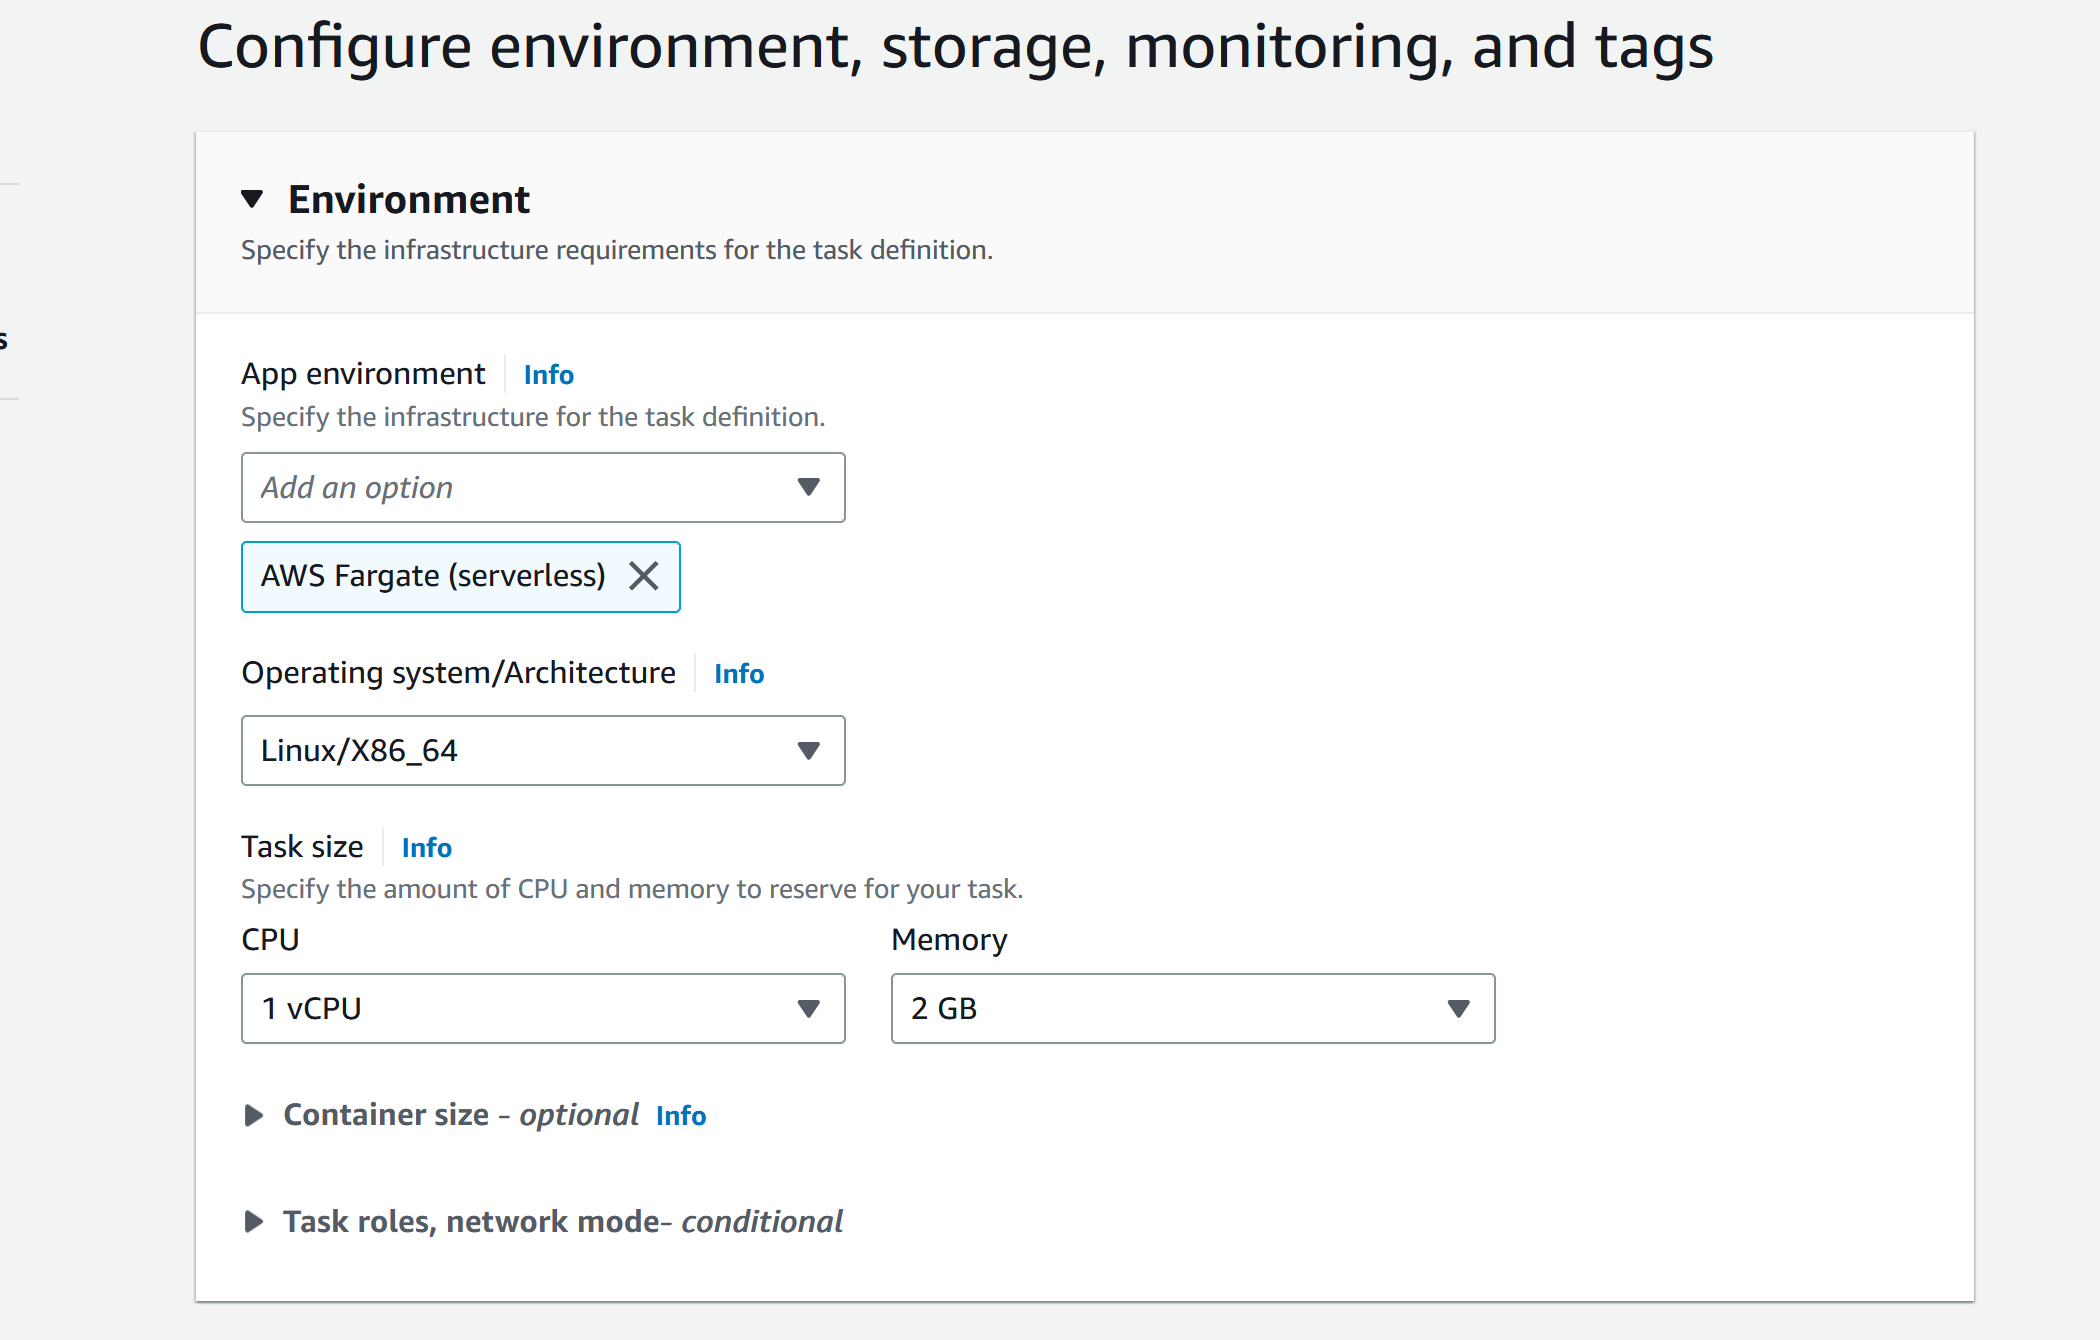 Configure environment, storage, monitoring, and tags
Environment
Specify the infrastructure requirements for the task definition.
s
App environment Info
Specify the infrastructure for the task definition.
Add an option
AWS Fargate (serverless)
Operating system/Architecture Info
Linux/X86_64
Task size Info
Specify the amount of CPU and memory to reserve for your task.
CPU Memory
1 vCPU 2 GB
Container size - optional Info
Task roles, network mode- conditional